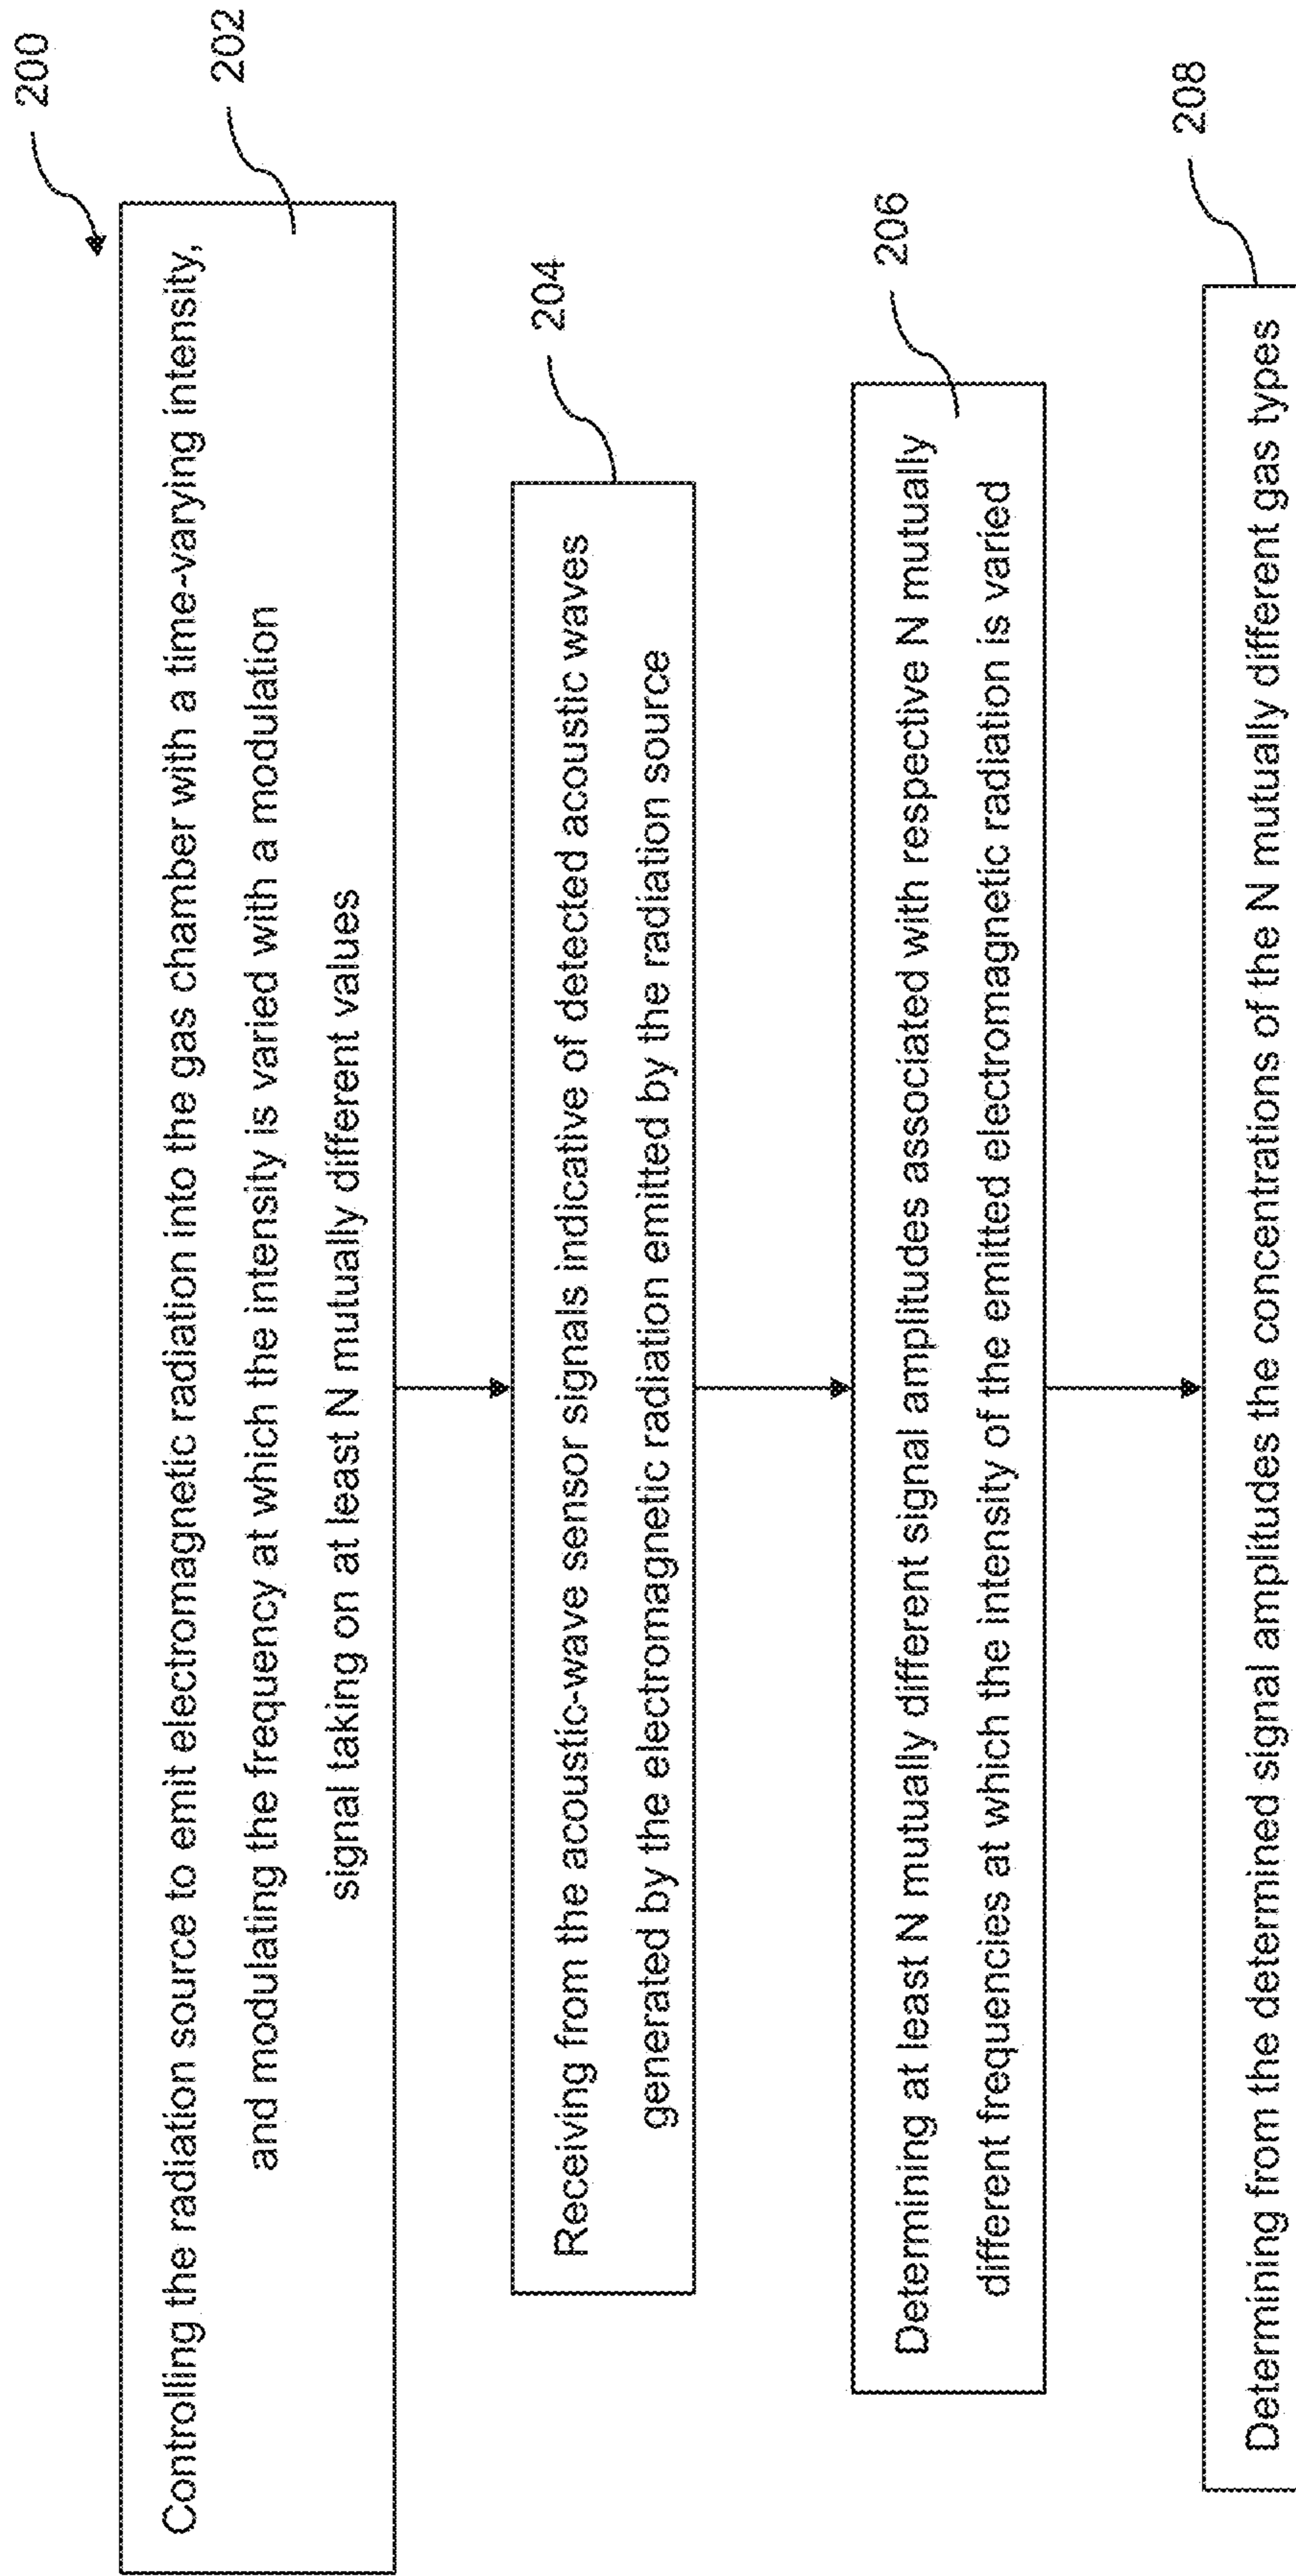 200
202
Controlling the radiation source to emit electromagnetic radiation into the gas chamber with a time-varying intensity,
and modulating the frequency at which the intensity is varied with a modulation
signal taking on at least N mutually different values
204
Receiving from the acoustic-wave sensor signals indicative of detected acoustic waves
generated by the electromagnetic radiation emitted by the radiation source
206
Determining at least N mutually different signal amplitudes associated with respective N mutually
different frequencies at which the intensity of the emitted electromagnetic radiation is varied
208
Determining from the determined signal amplitudes the concentrations of the N mutually different gas types